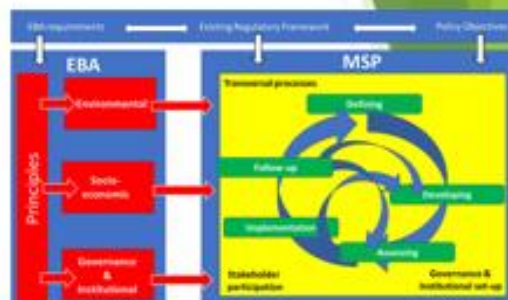 EBA requirements Existing Regulatory Framework Policy Objectives
EBA
MSP
Principles
Environmental
Socio-
economic
Governance
&
Institutional
Transversal processes
Defining
Developing
Assessing
Implementation
Follow-up
Stakeholder
participation
Governance &
Institutional set-up